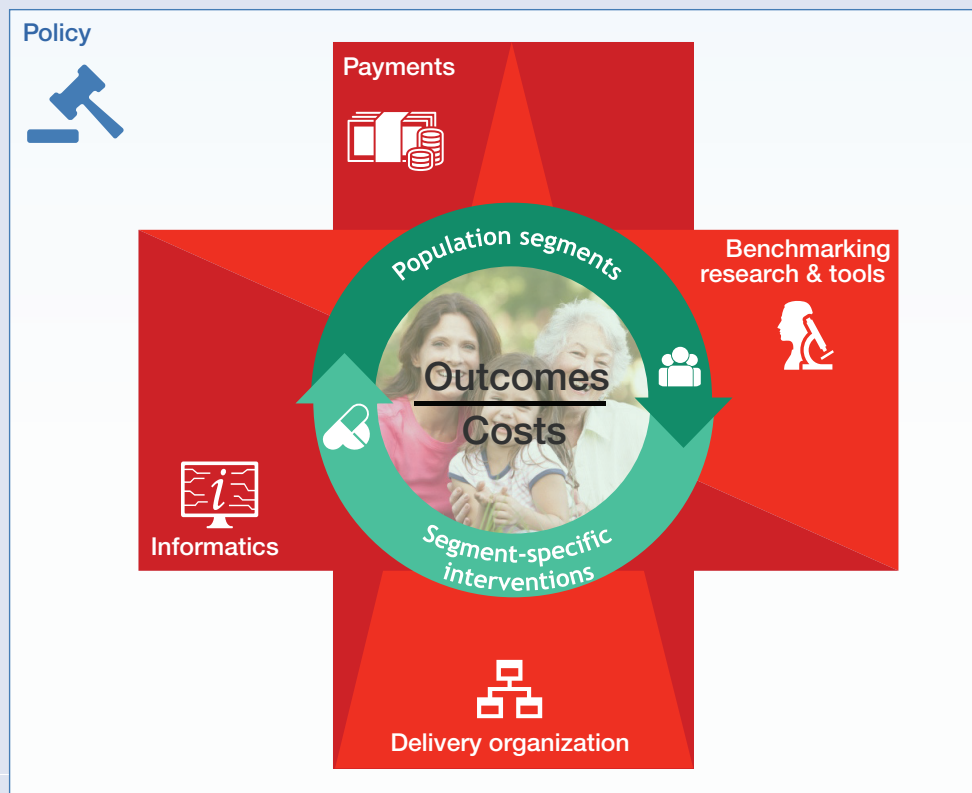 Policy
Payments
Population segments
Benchmarking
research & tools
Outcomes
Costs
Informatics
Segment-specific
interventions
Delivery organization